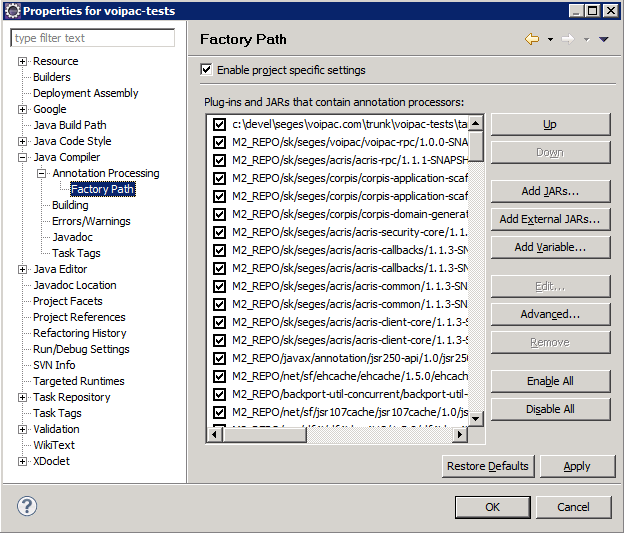 Properties for voipac-tests
type filter text
Resource
Builders
Deployment Assembly
Google
Java Build Path
Java Code Style
Java Compiler
Annotation Processing
Factory Path
Building
Errors/Warnings
Javadoc
Task Tags
Java Editor
Javadoc Location
Project Facets
Project References
Refactoring History
Run/Debug Settings
SVN Info
Targeted Runtimes
Task Repository
Task Tags
Validation
WikiText
XDoclet
Factory Path
Enable project specific settings
Plug-ins and JARs that contain annotation processors:
c:\devel\seges\voipac.com\trunk\voipac-tests\ta
M2_REPO/sk/seges/voipac/voipac-rpc/1.0.0-SNA
M2_REPO/sk/seges/acris/acris-rpc/1.1.1-SNAPSH
M2_REPO/sk/seges/corpis/corpis-application-scaf
M2_REPO/sk/seges/corpis/corpis-application-scaf
M2_REPO/sk/seges/corpis/corpis-domain-generat
M2_REPO/sk/seges/acris/acris-security-core/1.1.
M2_REPO/sk/seges/acris/acris-callbacks/1.1.3-SN
M2_REPO/sk/seges/acris/acris-callbacks/1.1.3-SN
M2_REPO/sk/seges/acris/acris-common/1.1.3-SN
M2_REPO/sk/seges/acris/acris-common/1.1.3-SN
M2_REPO/sk/seges/acris/acris-client-core/1.1.3-S
M2_REPO/sk/seges/acris/acris-client-core/1.1.3-S
M2_REPO/javax/annotation/jsr250-api/1.0/jsr250
M2_REPO/net/sf/ehcache/ehcache/1.5.0/ehcach
M2_REPO/backport-util-concurrent/backport-util-
M2_REPO/net/sf/jsr107cache/jsr107cache/1.0/js
Up
Down
Add JARs...
Add External JARs...
Add Variable...
Edit...
Advanced...
Remove
Enable All
Disable All
Restore Defaults
Apply
OK
Cancel